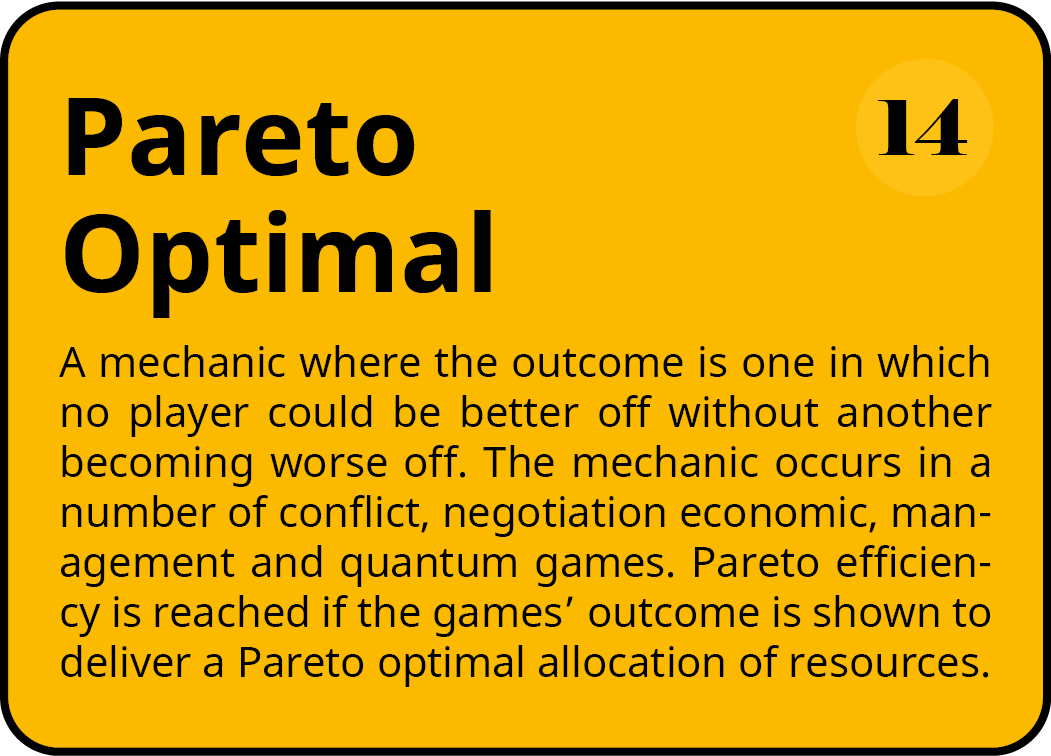 Pareto
Optimal
14
A mechanic where the outcome is one in which
no player could be better off without another
becoming worse off. The mechanic occurs in a
number of conflict, negotiation economic, man-
agement and quantum games. Pareto efficien-
cy is reached if the games’ outcome is shown to
deliver a Pareto optimal allocation of resources.